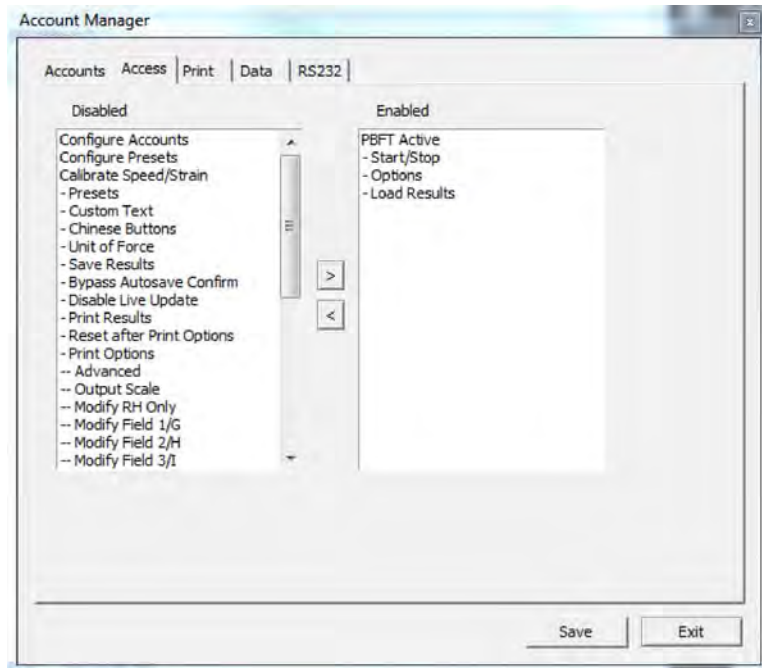 Account Manager
x
Accounts Access Print Data RS232
Disabled
Configure Accounts
Configure Presets
Calibrate Speed/Strain
- Presets
- Custom Text
- Chinese Buttons
- Unit of Force
- Save Results
- Bypass Autosave Confirm
- Disable Live Update
- Print Results
- Reset after Print Options
- Print Options
-- Advanced
-- Output Scale
-- Modify RH Only
-- Modify Field 1/G
-- Modify Field 2/H
-- Modify Field 3/I
>
<
Enabled
PBFT Active
- Start/Stop
- Options
- Load Results
Save Exit